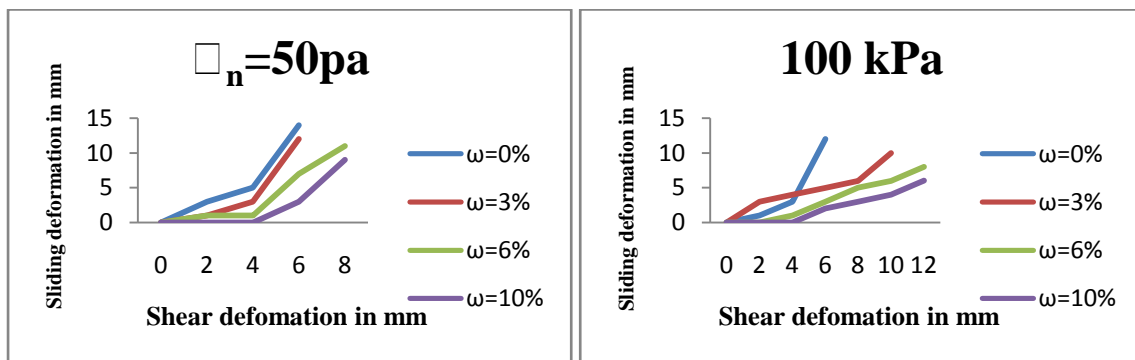 □n=50pa
Sliding deformation in mm
15
10
5
0
0 2 4 6 8
Shear defomation in mm
ω=0%
ω=3%
ω=6%
ω=10%
100 kPa
Sliding deformation in mm
15
10
5
0
0 2 4 6 8 10 12
Shear defomation in mm
ω=0%
ω=3%
ω=6%
ω=10%